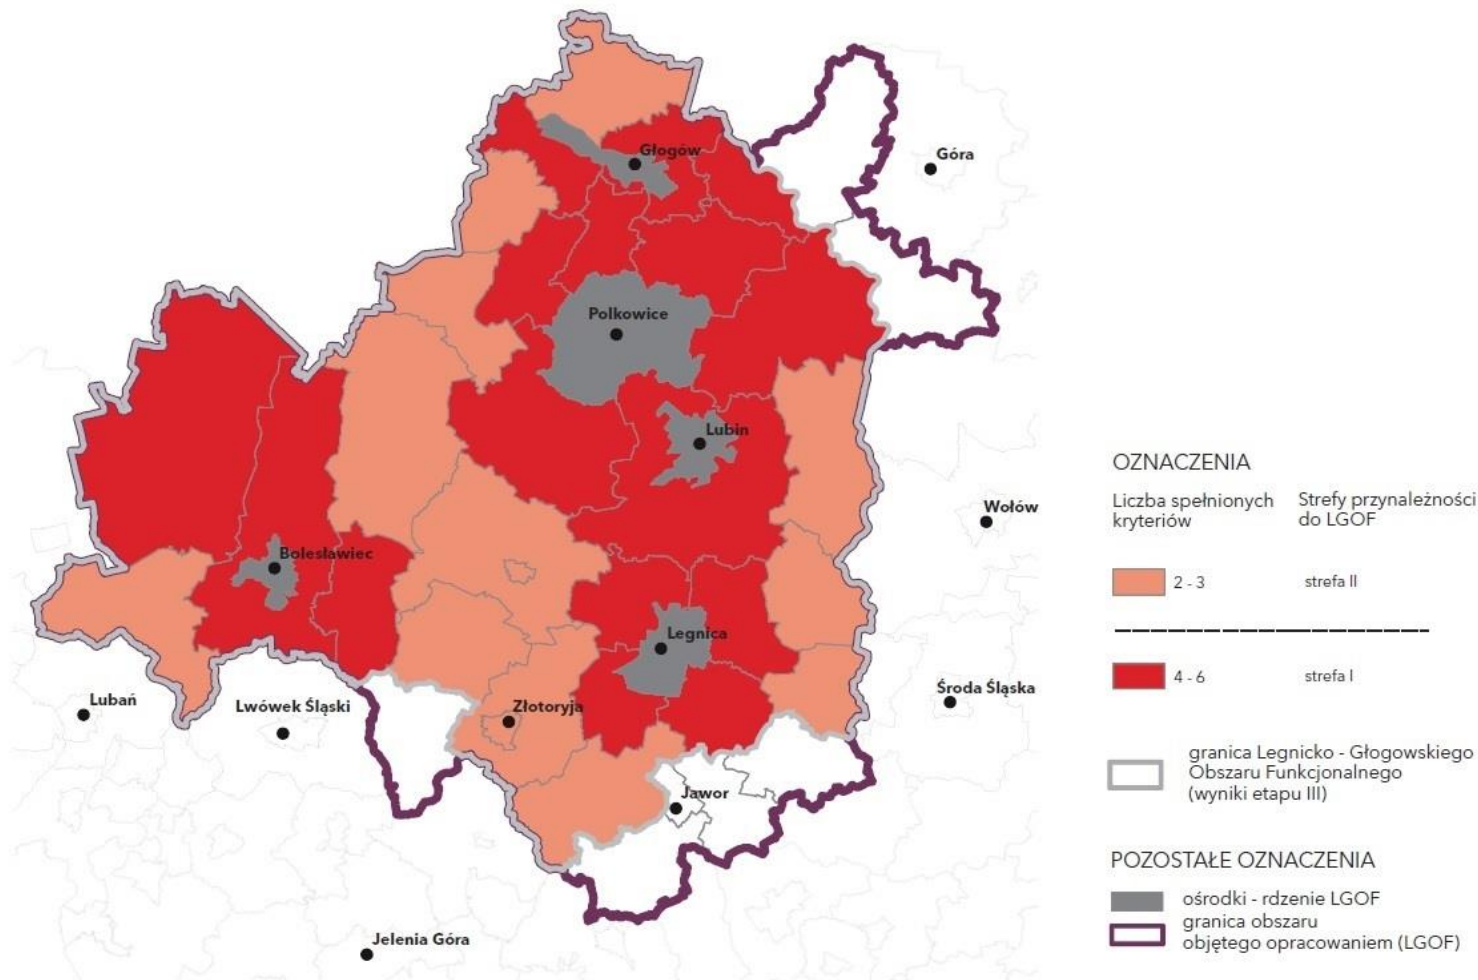 Głogów
Góra
Polkowice
Lubin
Wołów
Bolesławiec
Legnica
Lubań
Lwówek Śląski
Złotoryja
Środa Śląska
Jawor
Jelenia Góra
OZNACZENIA
Liczba spełnionych
kryteriów
Strefy przynależności
do LGOF
2 - 3
strefa II
4 - 6
strefa I
granica Legnicko - Głogowskiego
Obszaru Funkcjonalnego
(wyniki etapu III)
POZOSTAŁE OZNACZENIA
ośrodki - rdzenie LGOF
granica obszaru
objętego opracowaniem (LGOF)